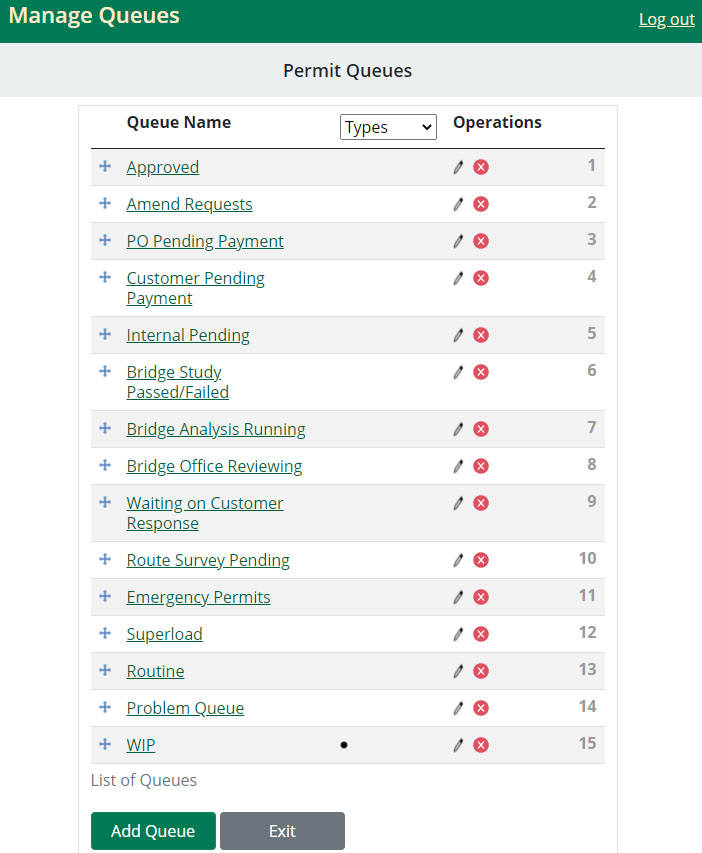 Manage Queues
Log out
Permit Queues
Queue Name Types Operations
Approved 1
Amend Requests 2
PO Pending Payment 3
Customer Pending 4
Payment
Internal Pending 5
Bridge Study 6
Passed/Failed
Bridge Analysis Running 7
Bridge Office Reviewing 8
Waiting on Customer 9
Response
Route Survey Pending 10
Emergency Permits 11
Superload 12
Routine 13
Problem Queue 14
WIP 15
List of Queues
Add Queue Exit